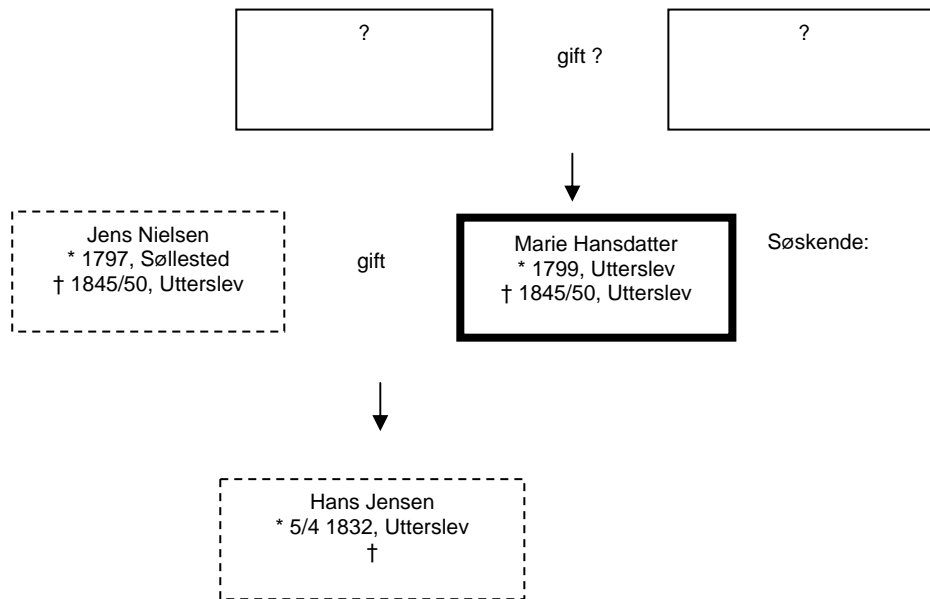 ?
gift ?
?
Jens Nielsen
* 1797, Søllested
† 1845/50, Utterslev
gift
Marie Hansdatter
* 1799, Utterslev
† 1845/50, Utterslev
Søskende:
Hans Jensen
* 5/4 1832, Utterslev
†